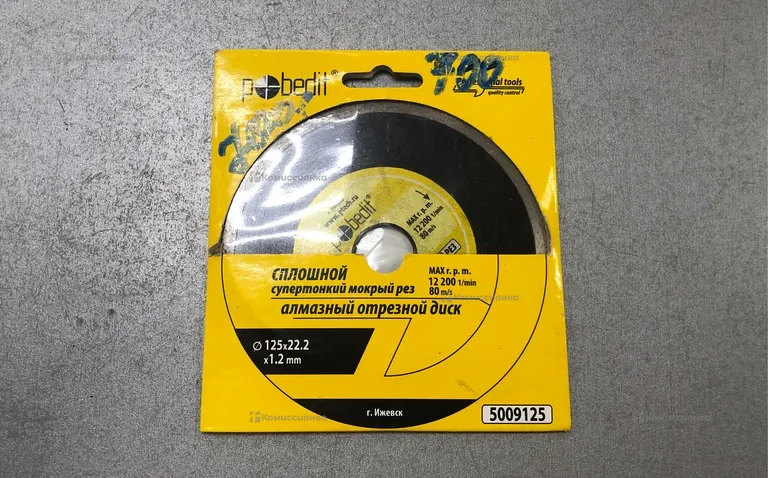 pobedit®
720
Professional tools
quality control
www.ptech.ru
pobedit®
MAX r. p. m.
12 200 1/min
80 m/s
РЕЗ
СПЛОШНОЙ
супертонкий мокрый рез
MAX r. p. m.
12 200 1/min
80 m/s
алмазный отрезной диск
Ø 125x22.2
x1.2 mm
г. Ижевск
5009125
Комиссионка
Комиссионка
Комиссионка
Комиссионка